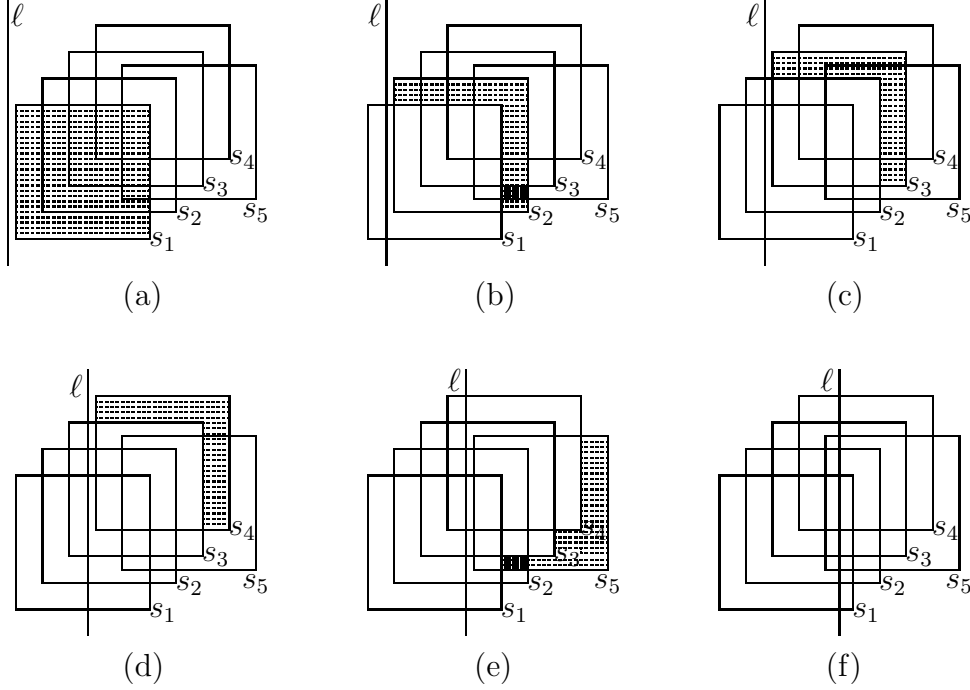 ℓ ℓ ℓ
s₄ s₄ s₄
s₃ s₃ s₃
s₂ s₅ s₂ s₅ s₂ s₅
s₁ s₁ s₁
(a) (b) (c)
ℓ ℓ ℓ
s₄ s₄ s₄
s₃ s₃ s₃
s₂ s₅ s₂ s₅ s₂ s₅
s₁ s₁ s₁
(d) (e) (f)